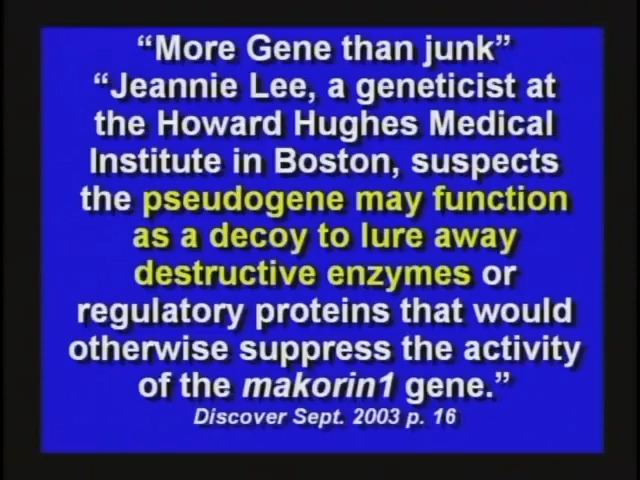 “More Gene than junk”
“Jeannie Lee, a geneticist at
the Howard Hughes Medical
Institute in Boston, suspects
the pseudogene may function
as a decoy to lure away
destructive enzymes or
regulatory proteins that would
otherwise suppress the activity
of the makorin1 gene.”
Discover Sept. 2003 p. 16